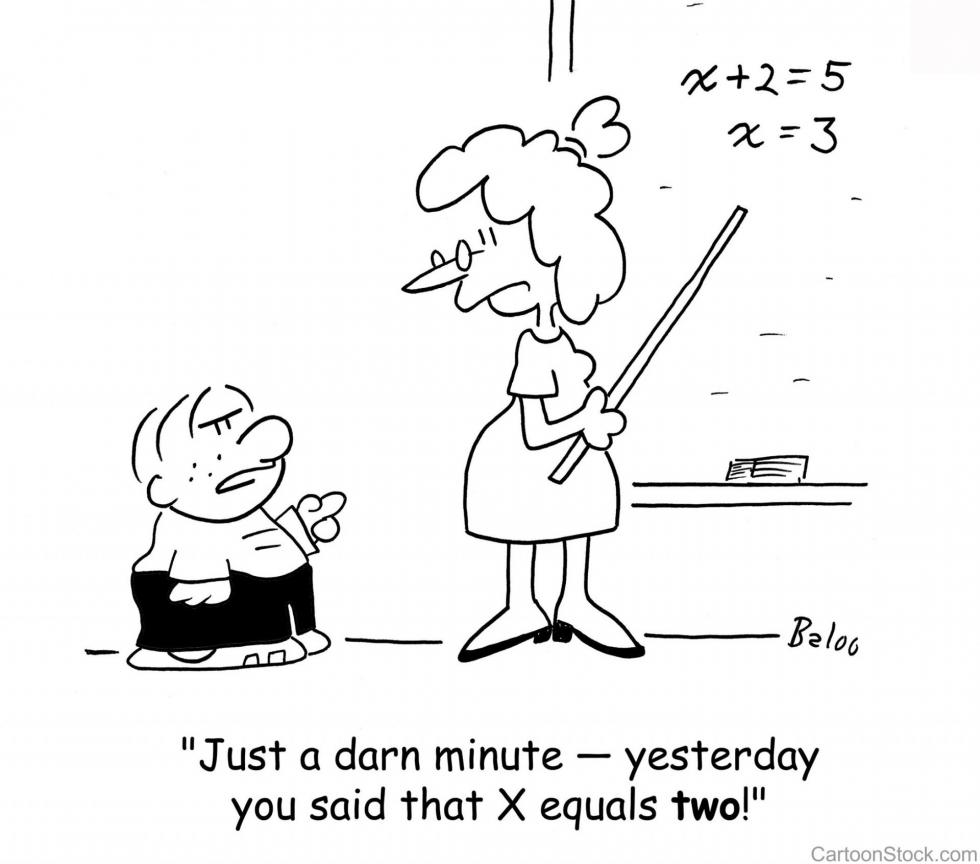 x+2=5
x=3
Baloo
"Just a darn minute — yesterday
you said that X equals two!"
CartoonStock.com